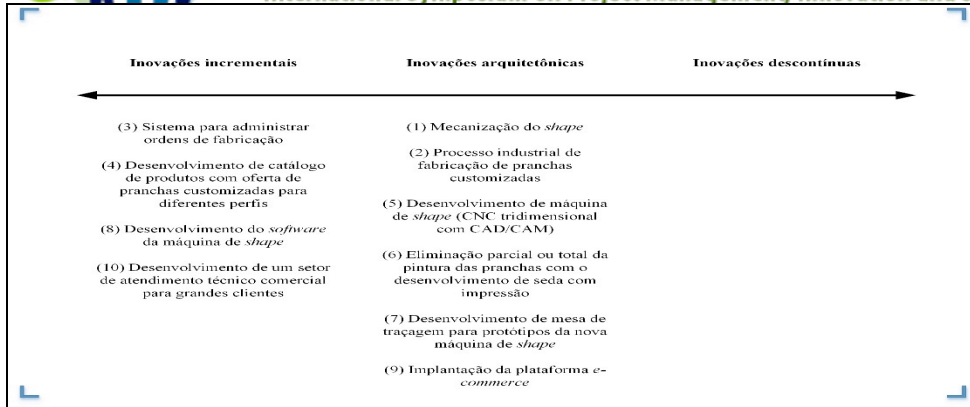 Inovações incrementais
Inovações arquitetônicas
Inovações descontínuas
(3) Sistema para administrar
ordens de fabricação
(4) Desenvolvimento de catálogo
de produtos com oferta de
pranchas customizadas para
diferentes perfis
(8) Desenvolvimento do software
da máquina de shape
(10) Desenvolvimento de um setor
de atendimento técnico comercial
para grandes clientes
(1) Mecanização do shape
(2) Processo industrial de
fabricação de pranchas
customizadas
(5) Desenvolvimento de máquina
de shape (CNC tridimensional
com CAD/CAM)
(6) Eliminação parcial ou total da
pintura das pranchas com o
desenvolvimento de seda com
impressão
(7) Desenvolvimento de mesa de
traçagem para protótipos da nova
máquina de shape
(9) Implantação da plataforma e-
commerce